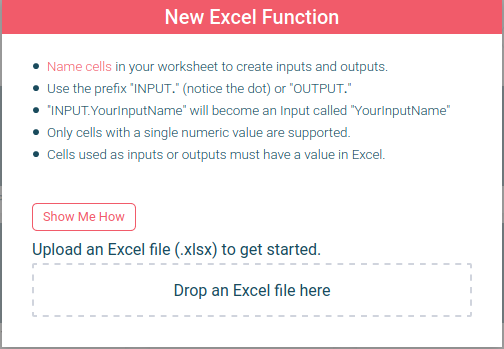 New Excel Function
Name cells in your worksheet to create inputs and outputs.
Use the prefix "INPUT." (notice the dot) or "OUTPUT."
"INPUT.YourInputName" will become an Input called "YourInputName"
Only cells with a single numeric value are supported.
Cells used as inputs or outputs must have a value in Excel.
Show Me How
Upload an Excel file (.xlsx) to get started.
Drop an Excel file here